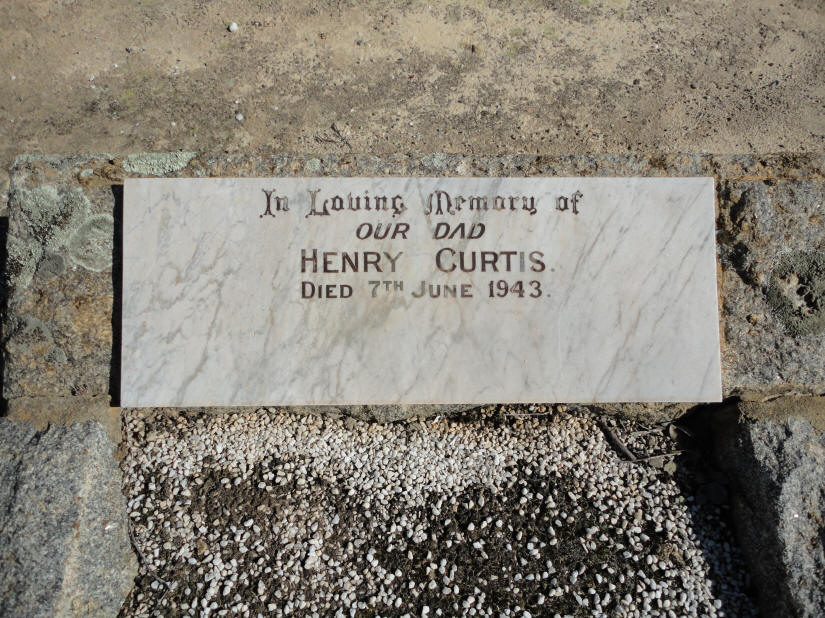 In Loving Memory of
OUR DAD
HENRY CURTIS.
DIED 7TH JUNE 1943.